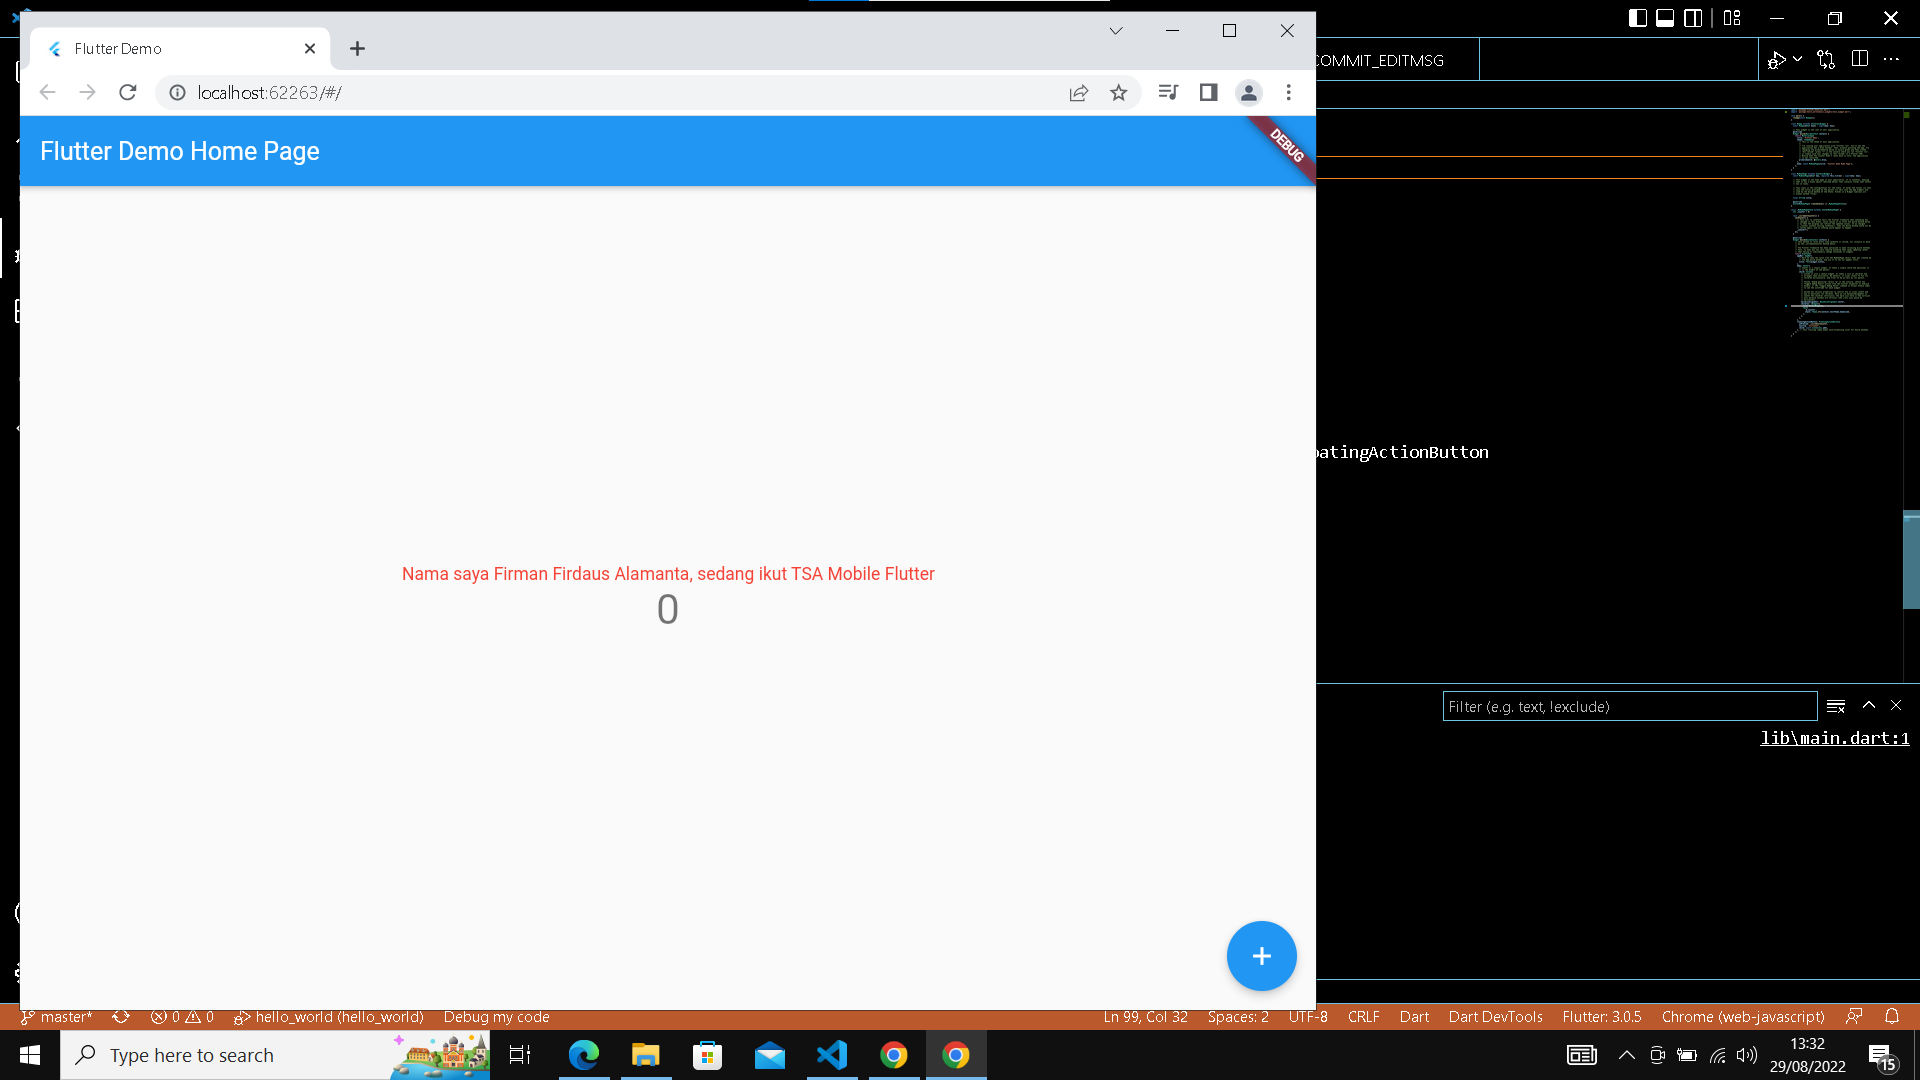 Flutter Demo
COMMIT_EDITMSG
localhost:62263/#/
Flutter Demo Home Page
DEBUG
oatingActionButton
Nama saya Firman Firdaus Alamanta, sedang ikut TSA Mobile Flutter
0
Filter (e.g. text, !exclude)
lib\main.dart:1
master* 0 0 hello_world (hello_world) Debug my code Ln 99, Col 32 Spaces: 2 UTF-8 CRLF Dart Dart DevTools Flutter: 3.0.5 Chrome (web-javascript)
Type here to search
13:32
29/08/2022
15